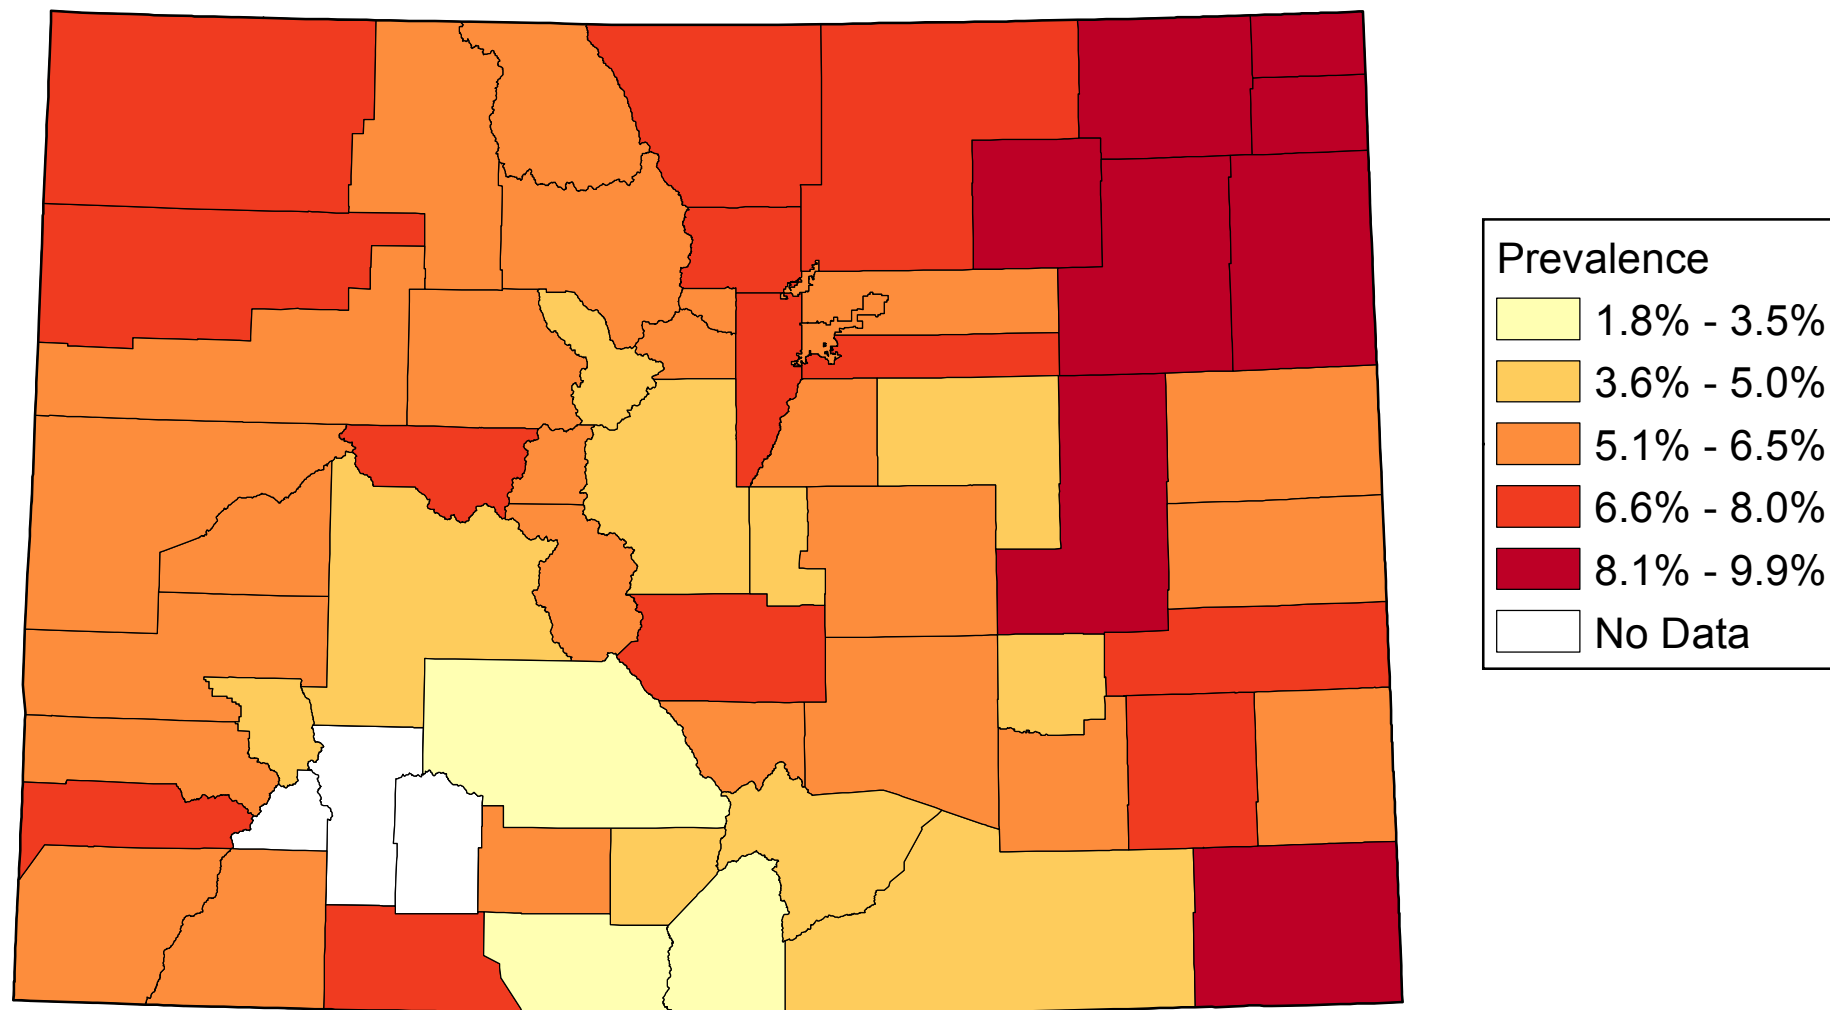 Prevalence
1.8% - 3.5%
3.6% - 5.0%
5.1% - 6.5%
6.6% - 8.0%
8.1% - 9.9%
No Data